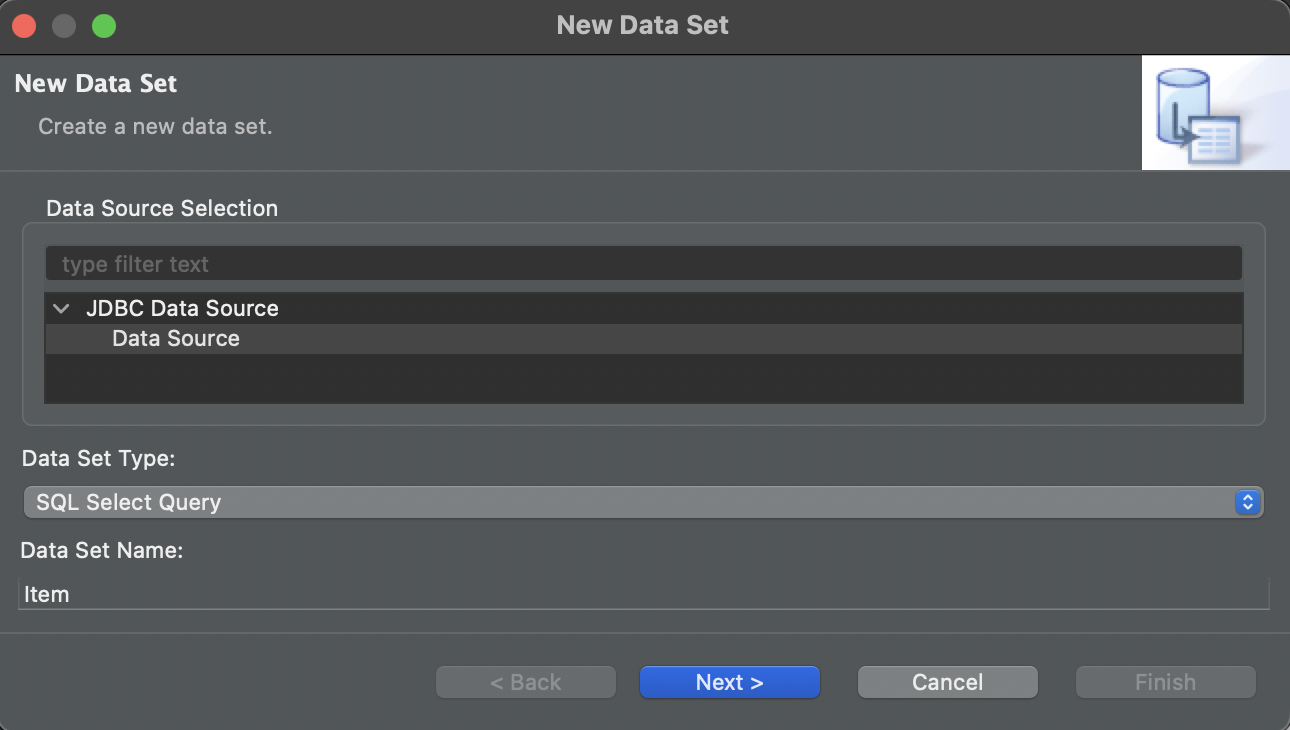 New Data Set
New Data Set
Create a new data set.
Data Source Selection
type filter text
JDBC Data Source
Data Source
Data Set Type:
SQL Select Query
Data Set Name:
Item
< Back Next > Cancel Finish